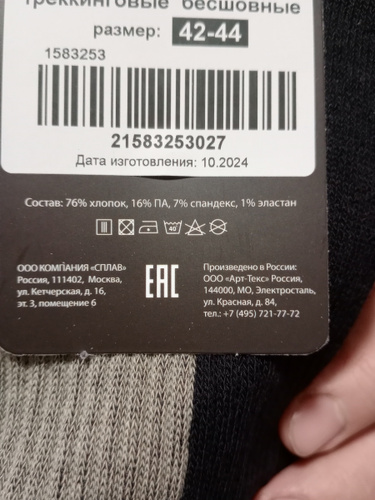 треккинговые бесшовные
размер: 42-44
1583253
21583253027
Дата изготовления: 10.2024
Состав: 76% хлопок, 16% ПА, 7% спандекс, 1% эластан
40°
ООО КОМПАНИЯ «СПЛАВ»
Россия, 111402, Москва,
ул. Кетчерская, д. 16,
эт. 3, помещение 6
ЕАС
Произведено в России:
ООО «Арт-Текс» Россия,
144000, МО, Электросталь,
ул. Красная, д. 84,
тел.: +7 (495) 721-77-72